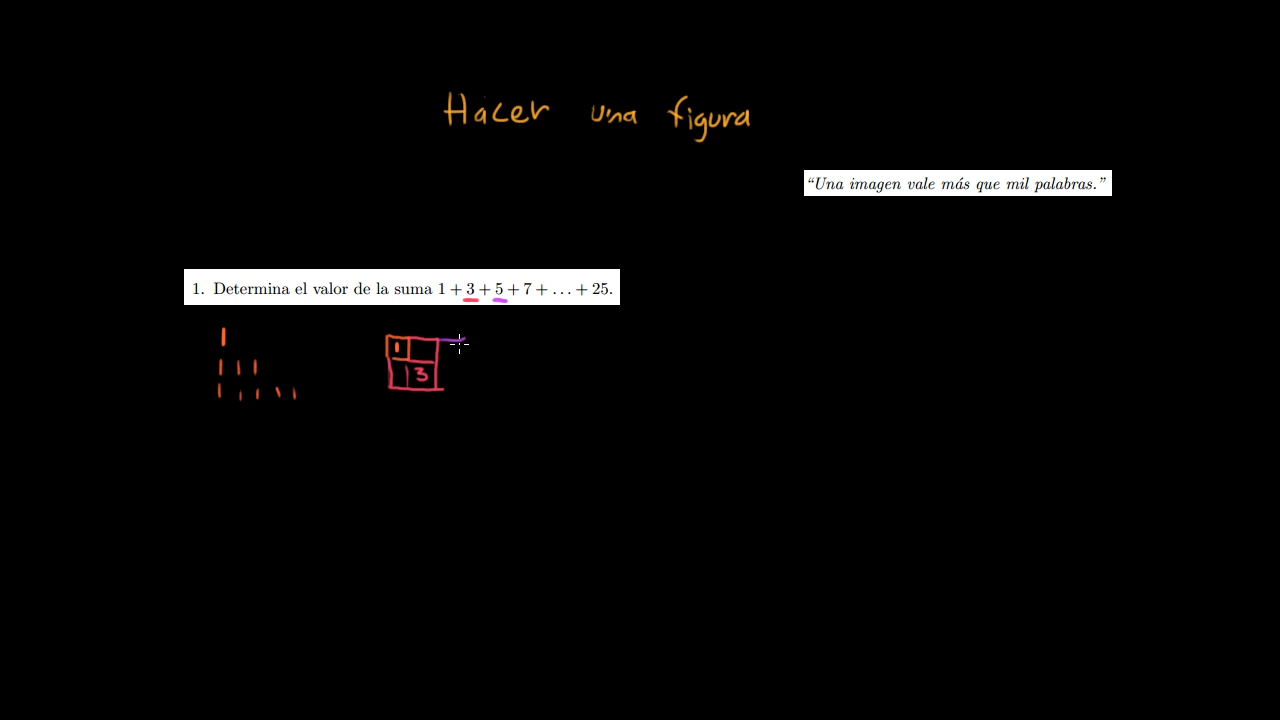 Hacer una figura
“Una imagen vale más que mil palabras.”
1. Determina el valor de la suma 1 + 3 + 5 + 7 + . . . + 25.
1
3